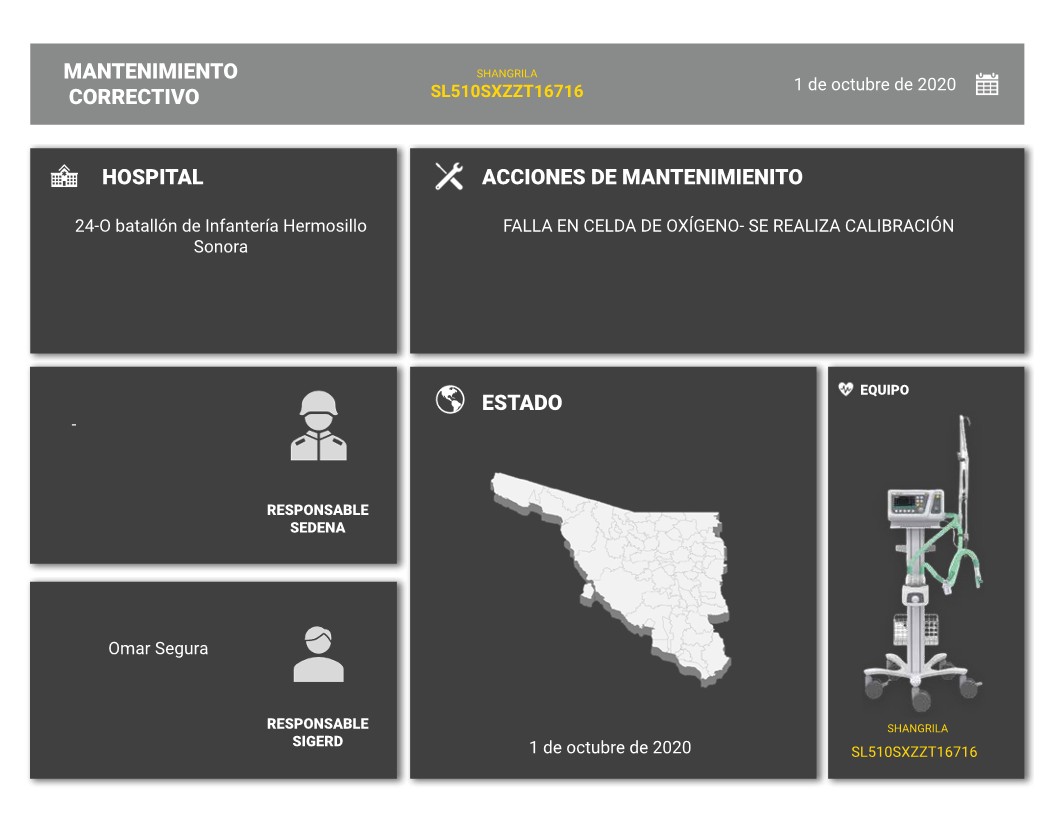 MANTENIMIENTO
CORRECTIVO
SHANGRILA
SL510SXZZT16716
1 de octubre de 2020
HOSPITAL
24-O batallón de Infantería Hermosillo
Sonora
ACCIONES DE MANTENIMIENITO
FALLA EN CELDA DE OXÍGENO- SE REALIZA CALIBRACIÓN
-
RESPONSABLE
SEDENA
Omar Segura
RESPONSABLE
SIGERD
ESTADO
1 de octubre de 2020
EQUIPO
SHANGRILA
SL510SXZZT16716